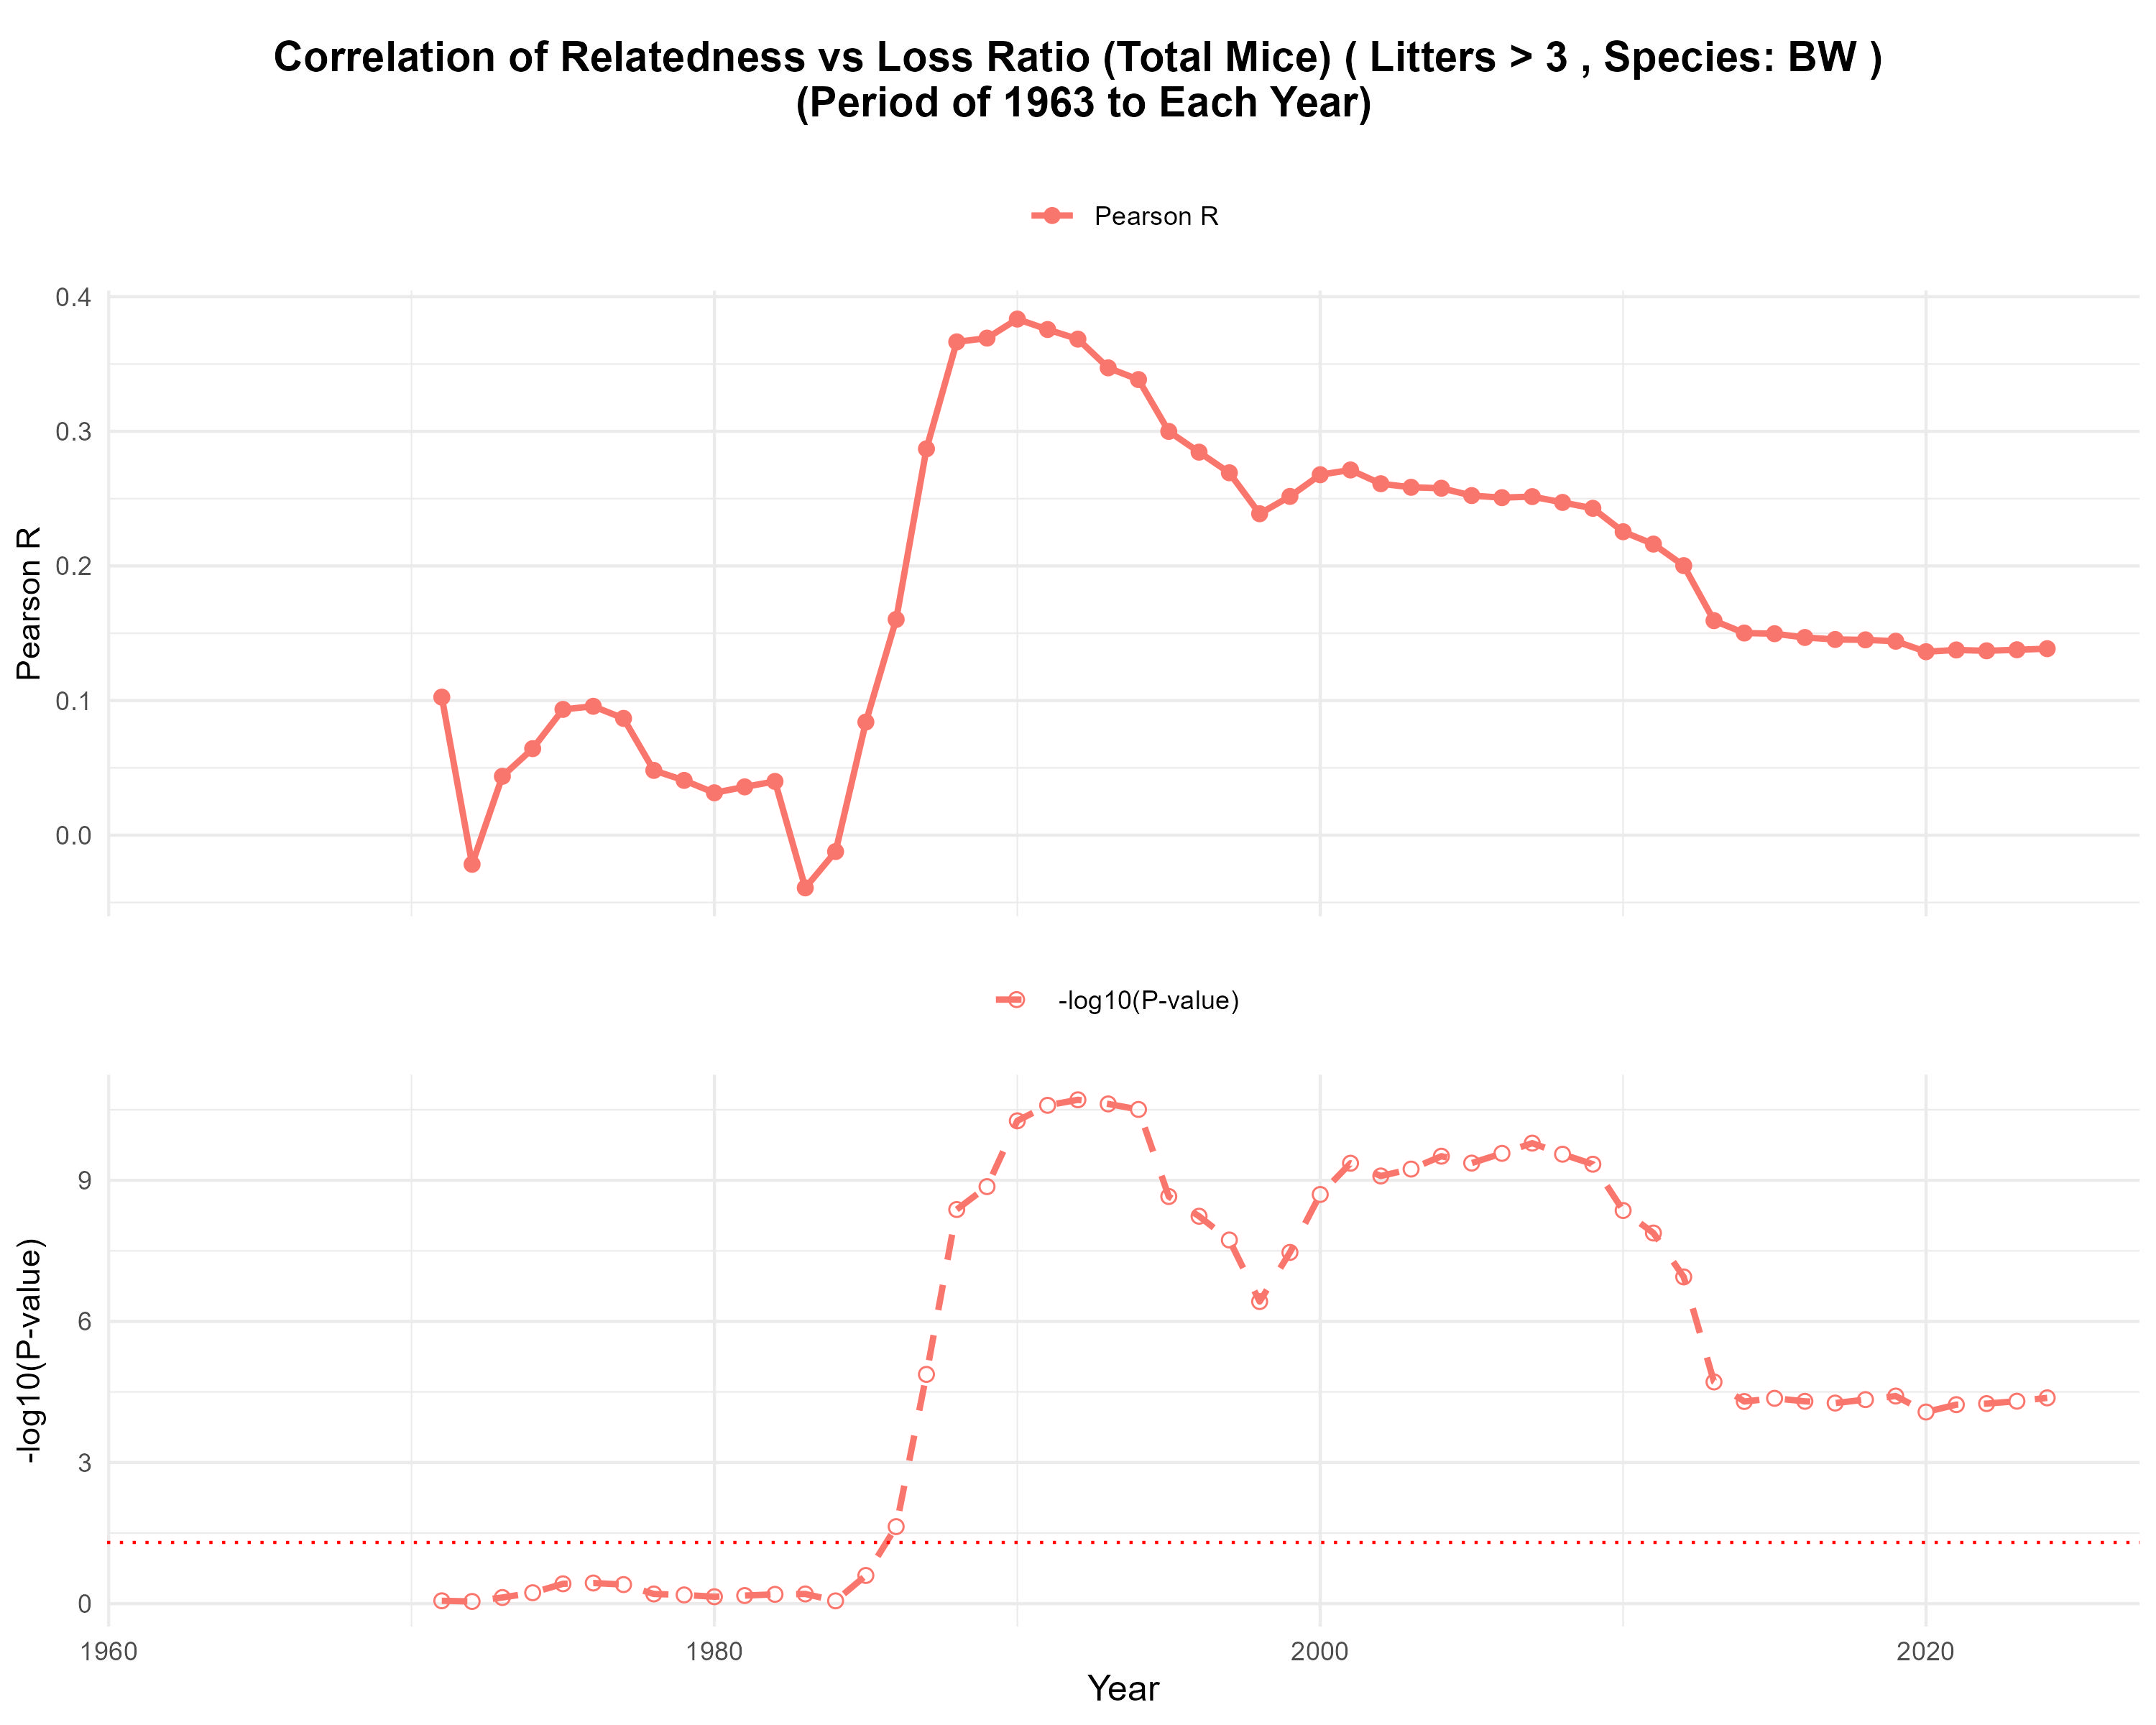 Correlation of Relatedness vs Loss Ratio (Total Mice) ( Litters > 3 , Species: BW )
(Period of 1963 to Each Year)
Pearson R
0.4
0.3
0.2
0.1
0.0
Pearson R
-log10(P-value)
9
6
3
0
-log10(P-value)
1960
1980
2000
2020
Year